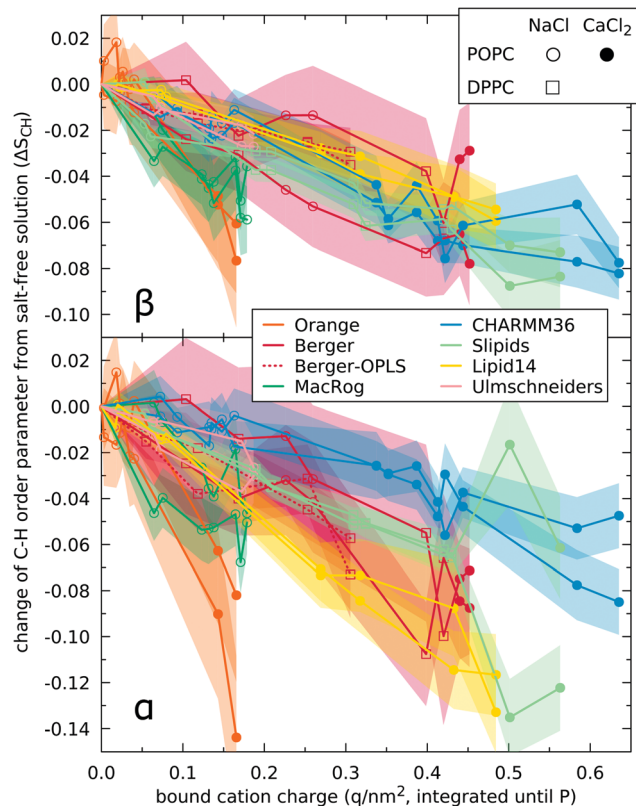 NaCl CaCl2
POPC
DPPC
0.02
0.00
-0.02
-0.04
-0.06
-0.08
-0.10
β
Orange
Berger
Berger-OPLS
MacRog
CHARMM36
Slipids
Lipid14
Ulmschneiders
0.02
0.00
-0.02
-0.04
-0.06
-0.08
-0.10
-0.12
-0.14
α
change of C-H order parameter from salt-free solution (ΔSCH)
0.0 0.1 0.2 0.3 0.4 0.5 0.6
bound cation charge (q/nm², integrated until P)